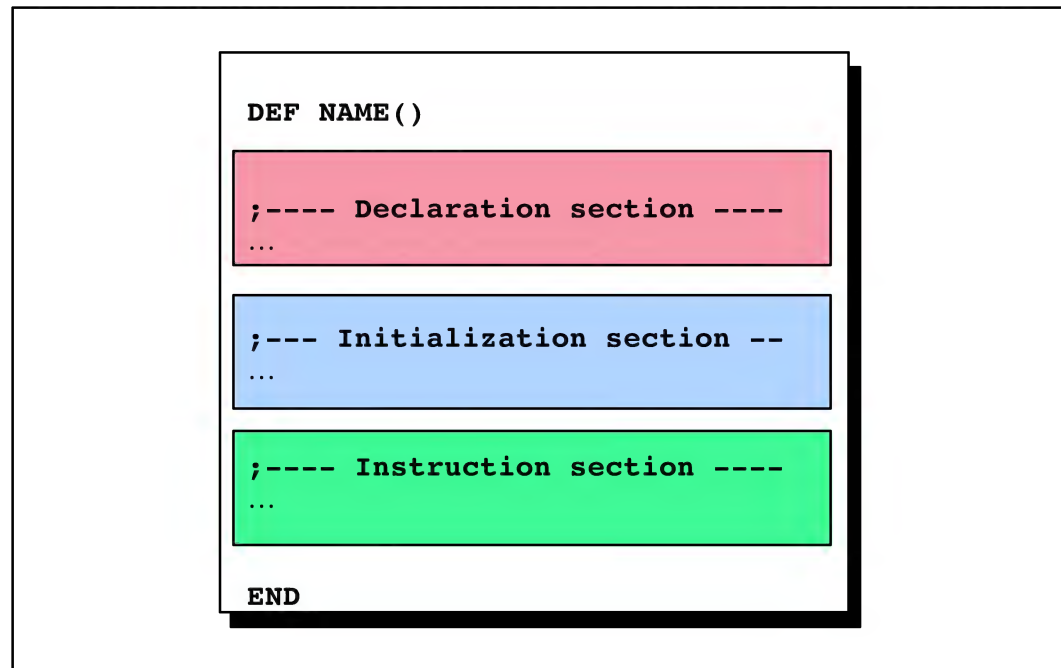 DEF NAME()
;---- Declaration section ----
...
;--- Initialization section --
...
;---- Instruction section ----
...
END